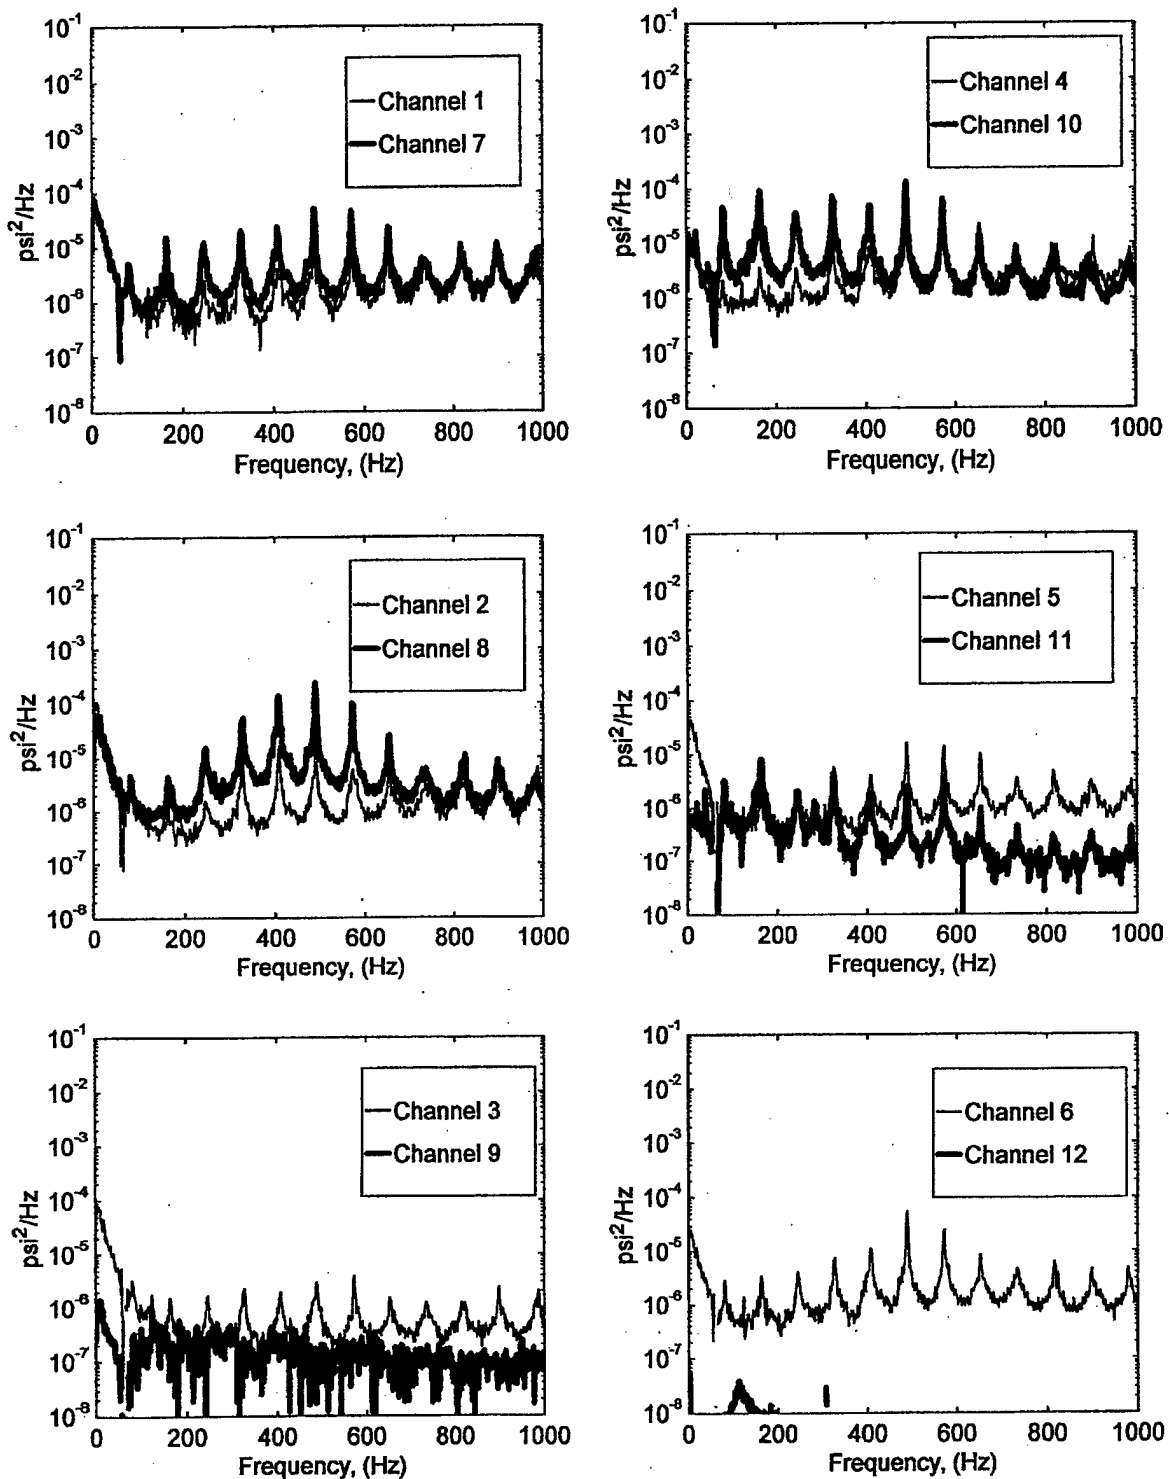 10-1
10-2
10-3
10-4
10-5
10-6
10-7
10-8
psi2/Hz
Channel 1
Channel 7
0 200 400 600 800 1000
Frequency, (Hz)
10-1
10-2
10-3
10-4
10-5
10-6
10-7
10-8
psi2/Hz
Channel 4
Channel 10
0 200 400 600 800 1000
Frequency, (Hz)
10-1
10-2
10-3
10-4
10-5
10-6
10-7
10-8
psi2/Hz
Channel 2
Channel 8
0 200 400 600 800 1000
Frequency, (Hz)
10-1
10-2
10-3
10-4
10-5
10-6
10-7
10-8
psi2/Hz
Channel 5
Channel 11
0 200 400 600 800 1000
Frequency, (Hz)
10-1
10-2
10-3
10-4
10-5
10-6
10-7
10-8
psi2/Hz
Channel 3
Channel 9
0 200 400 600 800 1000
Frequency, (Hz)
10-1
10-2
10-3
10-4
10-5
10-6
10-7
10-8
psi2/Hz
Channel 6
Channel 12
0 200 400 600 800 1000
Frequency, (Hz)